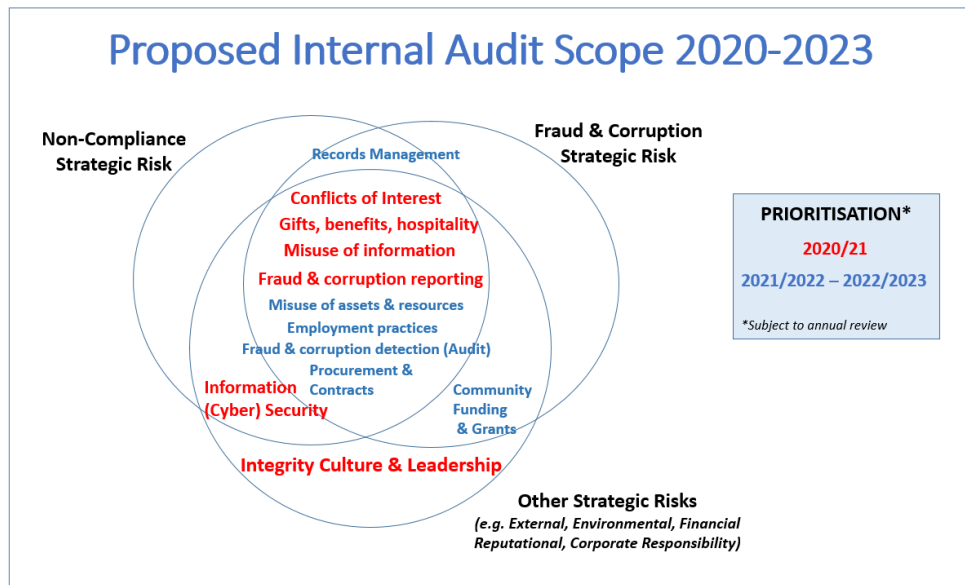 Proposed Internal Audit Scope 2020-2023
Non-Compliance
Strategic Risk
Fraud & Corruption
Strategic Risk
Records Management
Conflicts of Interest
Gifts, benefits, hospitality
Misuse of information
Fraud & corruption reporting
Misuse of assets & resources
Employment practices
Fraud & corruption detection (Audit)
Procurement &
Contracts
Information
(Cyber) Security
Community
Funding
& Grants
Integrity Culture & Leadership
Other Strategic Risks
(e.g. External, Environmental, Financial
Reputational, Corporate Responsibility)
PRIORITISATION*
2020/21
2021/2022 – 2022/2023
*Subject to annual review